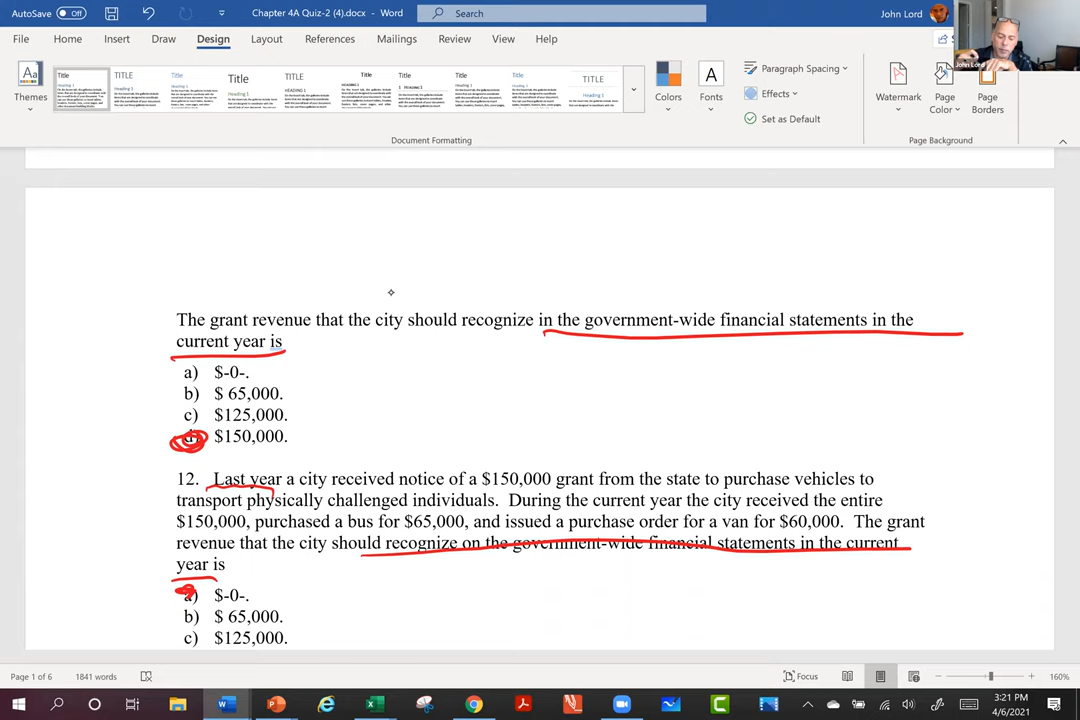 AutoSave Off Chapter 4A Quiz-2 (4).docx - Word Search John Lord
File Home Insert Draw Design Layout References Mailings Review View Help
John Lord
Themes
Title
TITLE
Title
Title
TITLE
Title
Title
Title
Title
TITLE
Colors
Fonts
Paragraph Spacing
Effects
Set as Default
Watermark
Page Color
Page Borders
Document Formatting Page Background
The grant revenue that the city should recognize in the government-wide financial statements in the
current year is
a) $-0-.
b) $ 65,000.
c) $125,000.
d) $150,000.
12. Last year a city received notice of a $150,000 grant from the state to purchase vehicles to
transport physically challenged individuals. During the current year the city received the entire
$150,000, purchased a bus for $65,000, and issued a purchase order for a van for $60,000. The grant
revenue that the city should recognize on the government-wide financial statements in the current
year is
a) $-0-.
b) $ 65,000.
c) $125,000.
Page 1 of 6 1841 words Focus 160%
3:21 PM
4/6/2021